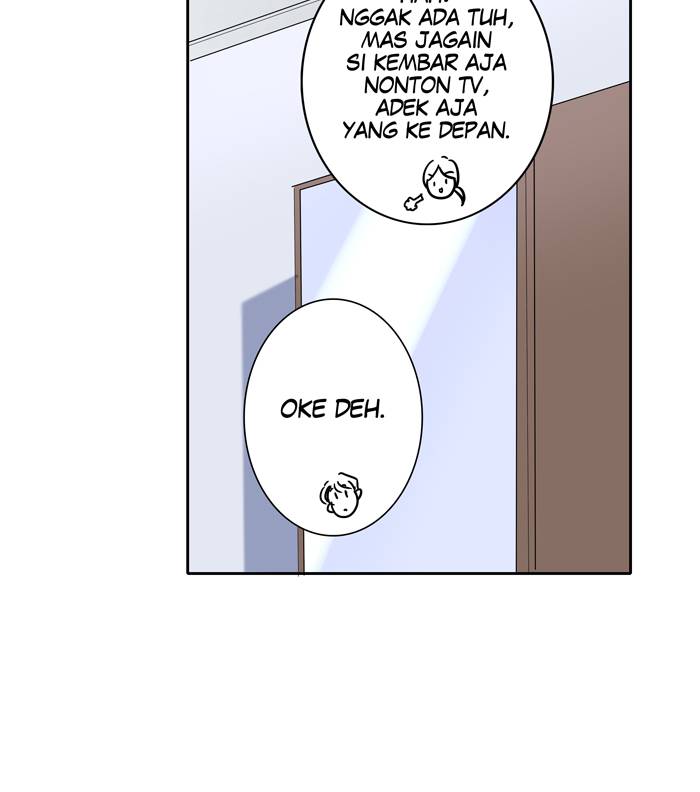 NGGAK ADA TUH,
MAS JAGAIN
SI KEMBAR AJA
NONTON TV,
ADEK AJA
YANG KE DEPAN.
OKE DEH.